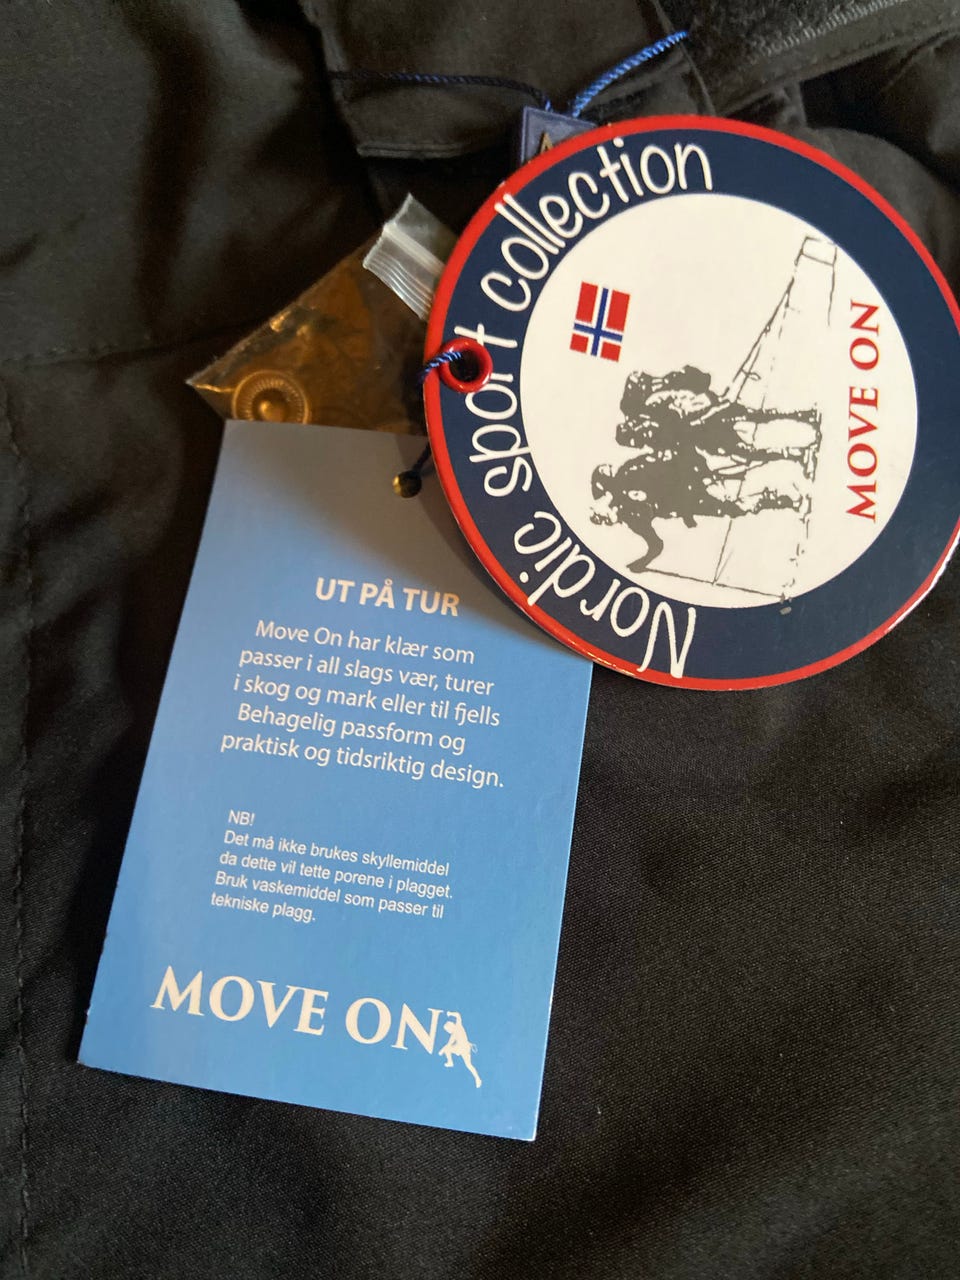 Nordic sport collection
MOVE ON
UT PÅ TUR
Move On har klær som
passer i all slags vær, turer
i skog og mark eller til fjells
Behagelig passform og
praktisk og tidsriktig design.
NB!
Det må ikke brukes skyllemiddel
da dette vil tette porene i plagget.
Bruk vaskemiddel som passer til
tekniske plagg.
MOVE ON